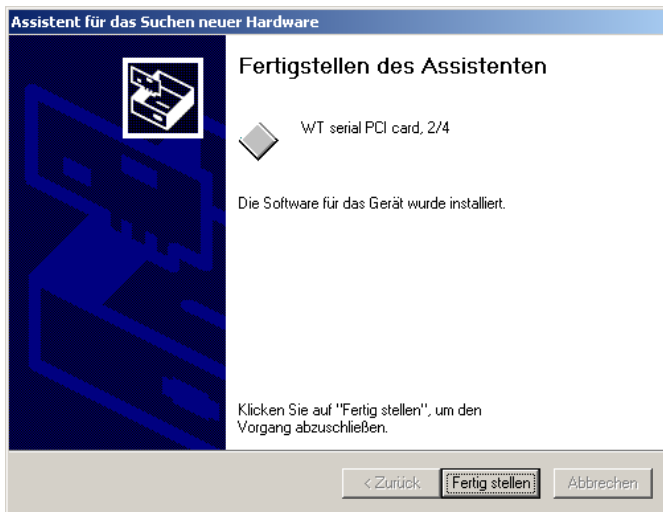 Assistent für das Suchen neuer Hardware
Fertigstellen des Assistenten
WT serial PCI card, 2/4
Die Software für das Gerät wurde installiert.
Klicken Sie auf "Fertig stellen", um den
Vorgang abzuschließen.
< Zurück Fertig stellen Abbrechen